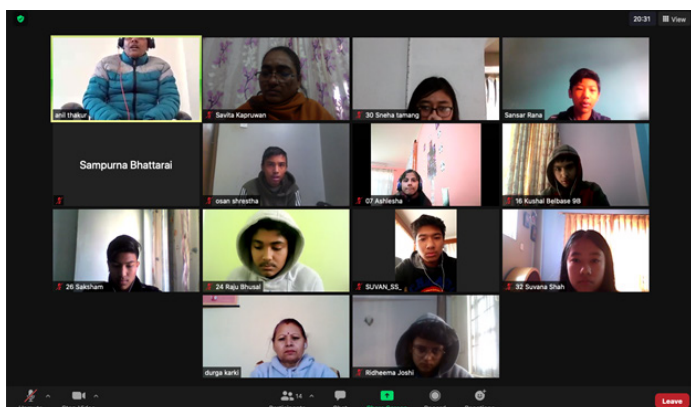 20:31 View
anil thakur
Savita Kapruwan
30 Sneha tamang
Sansar Rana
Sampurna Bhattarai
osan shrestha
07 Ashlesha
16 Kushal Belbase 9B
26 Saksham
24 Raju Bhusal
SUVAN_SS_
32 Suvana Shah
durga karki
Ridheema Joshi
14
Leave